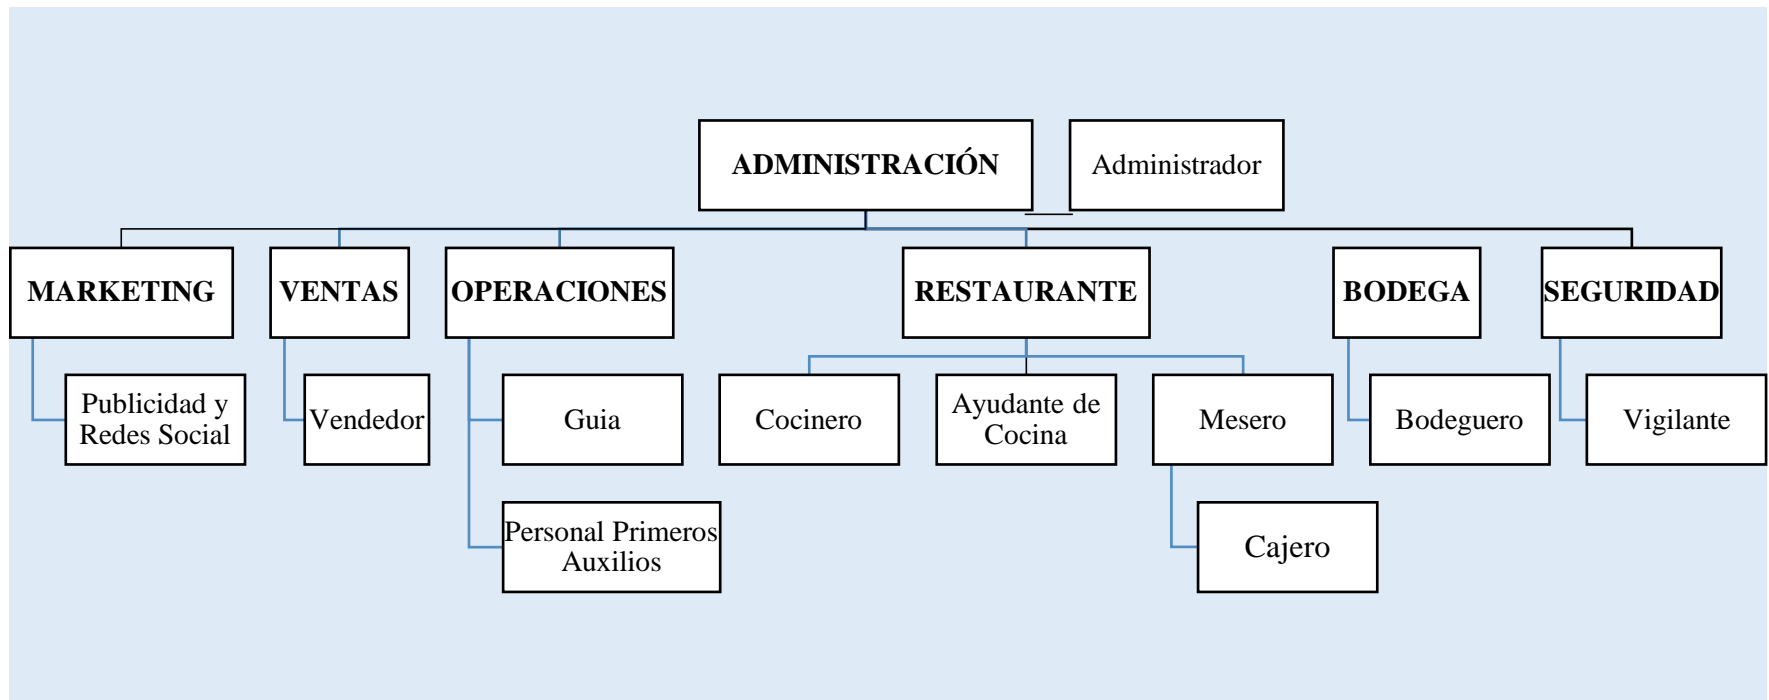 ADMINISTRACIÓN
Administrador
MARKETING
VENTAS
OPERACIONES
RESTAURANTE
BODEGA
SEGURIDAD
Publicidad y
Redes Social
Vendedor
Guia
Cocinero
Ayudante de
Cocina
Mesero
Bodeguero
Vigilante
Personal Primeros
Auxilios
Cajero